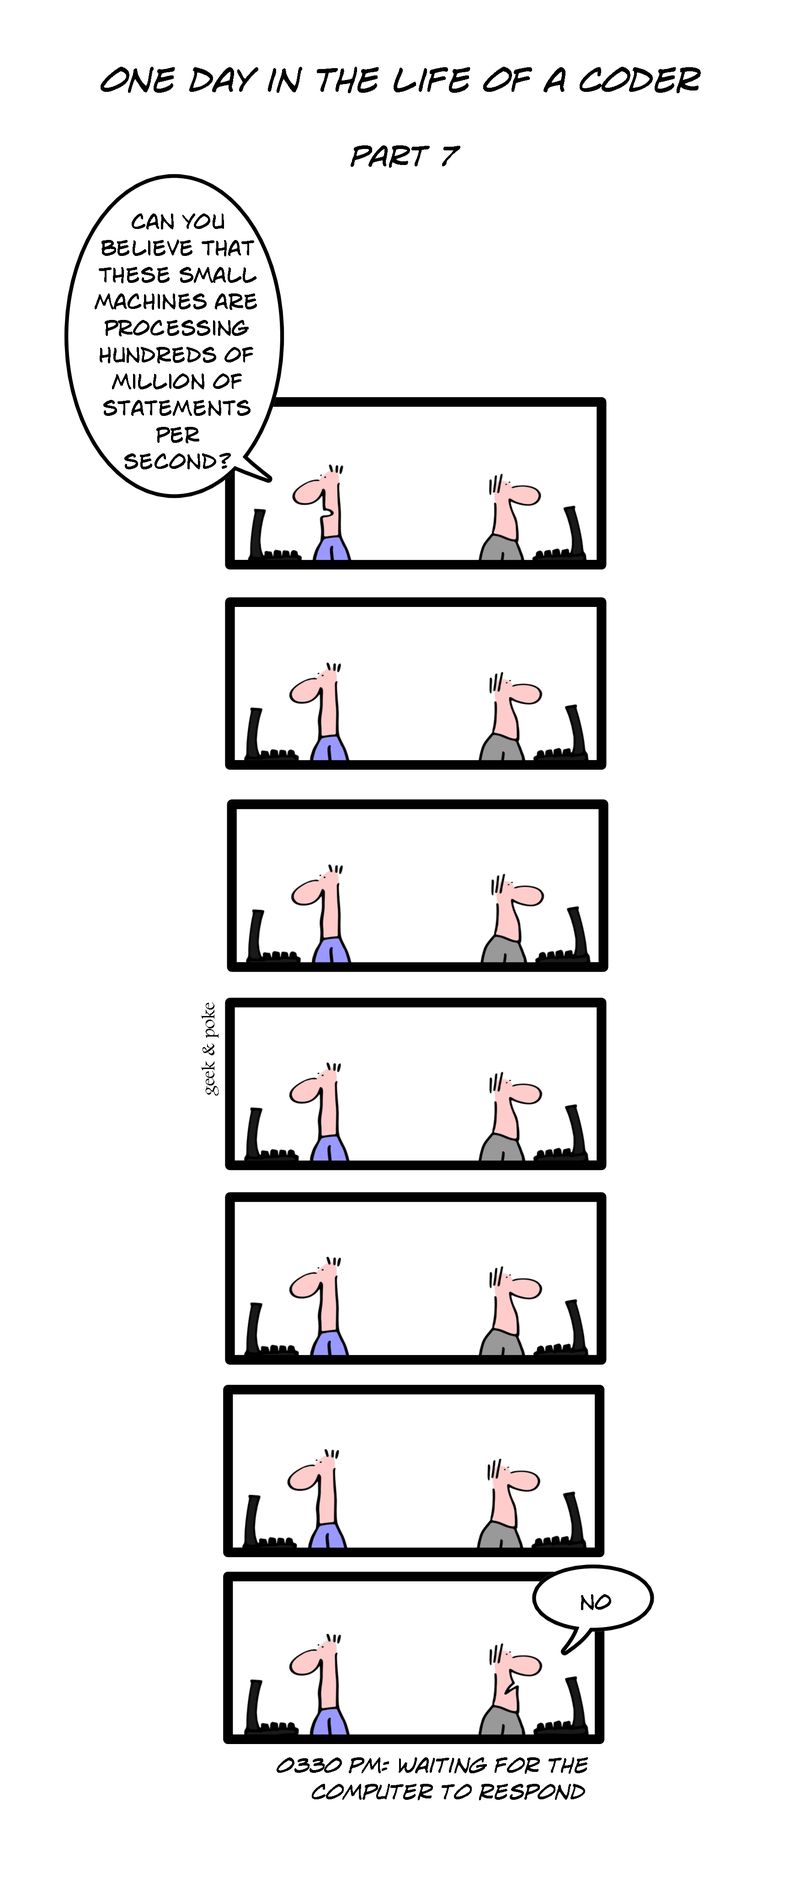 ONE DAY IN THE LIFE OF A CODER
PART 7
CAN YOU
BELIEVE THAT
THESE SMALL
MACHINES ARE
PROCESSING
HUNDREDS OF
MILLION OF
STATEMENTS
PER
SECOND?
geek & poke
NO
0330 PM: WAITING FOR THE
COMPUTER TO RESPOND